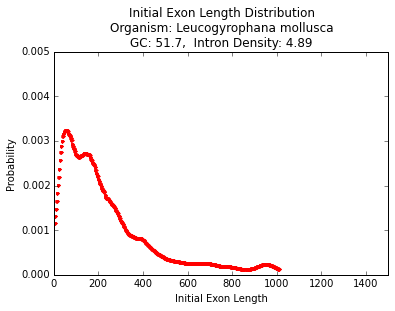 Initial Exon Length Distribution
Organism: Leucogyrophana mollusca
GC: 51.7,  Intron Density: 4.89
0.005
0.004
0.003
0.002
0.001
0.000
Probability
0
200
400
600
800
1000
1200
1400
Initial Exon Length